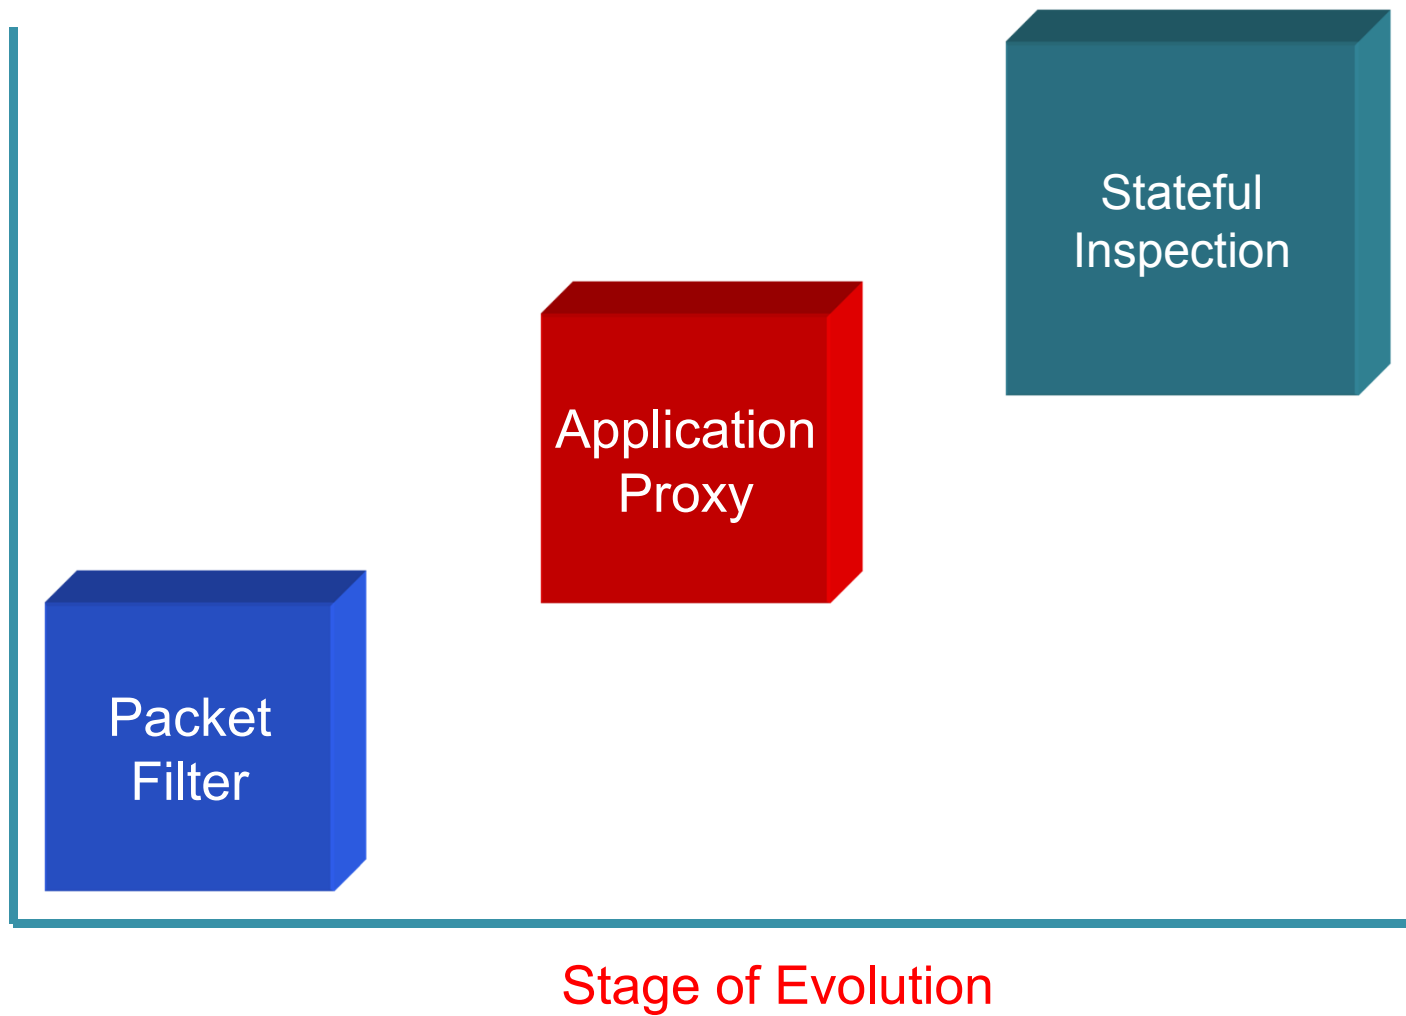 Stateful
Inspection
Application
Proxy
Packet
Filter
Stage of Evolution